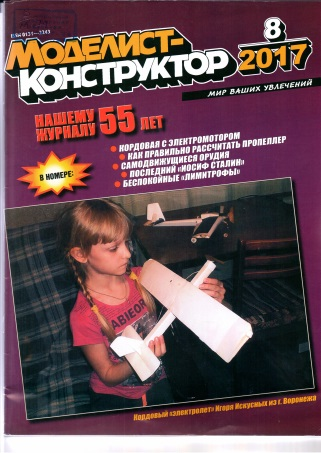 ISSN 0131—2243
МОДЕЛИСТ-
КОНСТРУКТОР
8
2017
МИР ВАШИХ УВЛЕЧЕНИЙ
НАШЕМУ
ЖУРНАЛУ 55 ЛЕТ
В НОМЕРЕ:
• КОРДОВАЯ С ЭЛЕКТРОМОТОРОМ
• КАК ПРАВИЛЬНО РАССЧИТАТЬ ПРОПЕЛЛЕР
• САМОДВИЖУЩИЕСЯ ОРУДИЯ
• ПОСЛЕДНИЙ «ИОСИФ СТАЛИН»
• БЕСПОКОЙНЫЕ «ЛИМИТРОФЫ»
Кордовый «электролет» Игоря Искусных из г. Воронежа